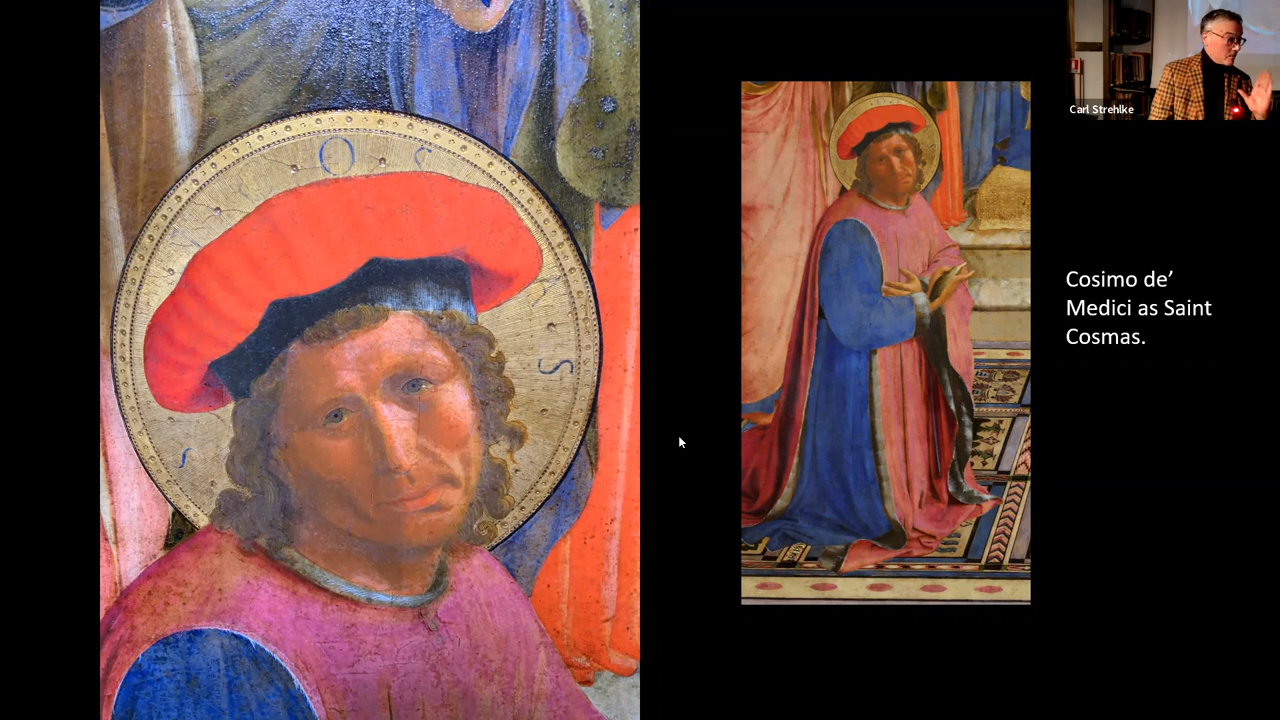 Carl Strehlke
Cosimo de’
Medici as Saint
Cosmas.